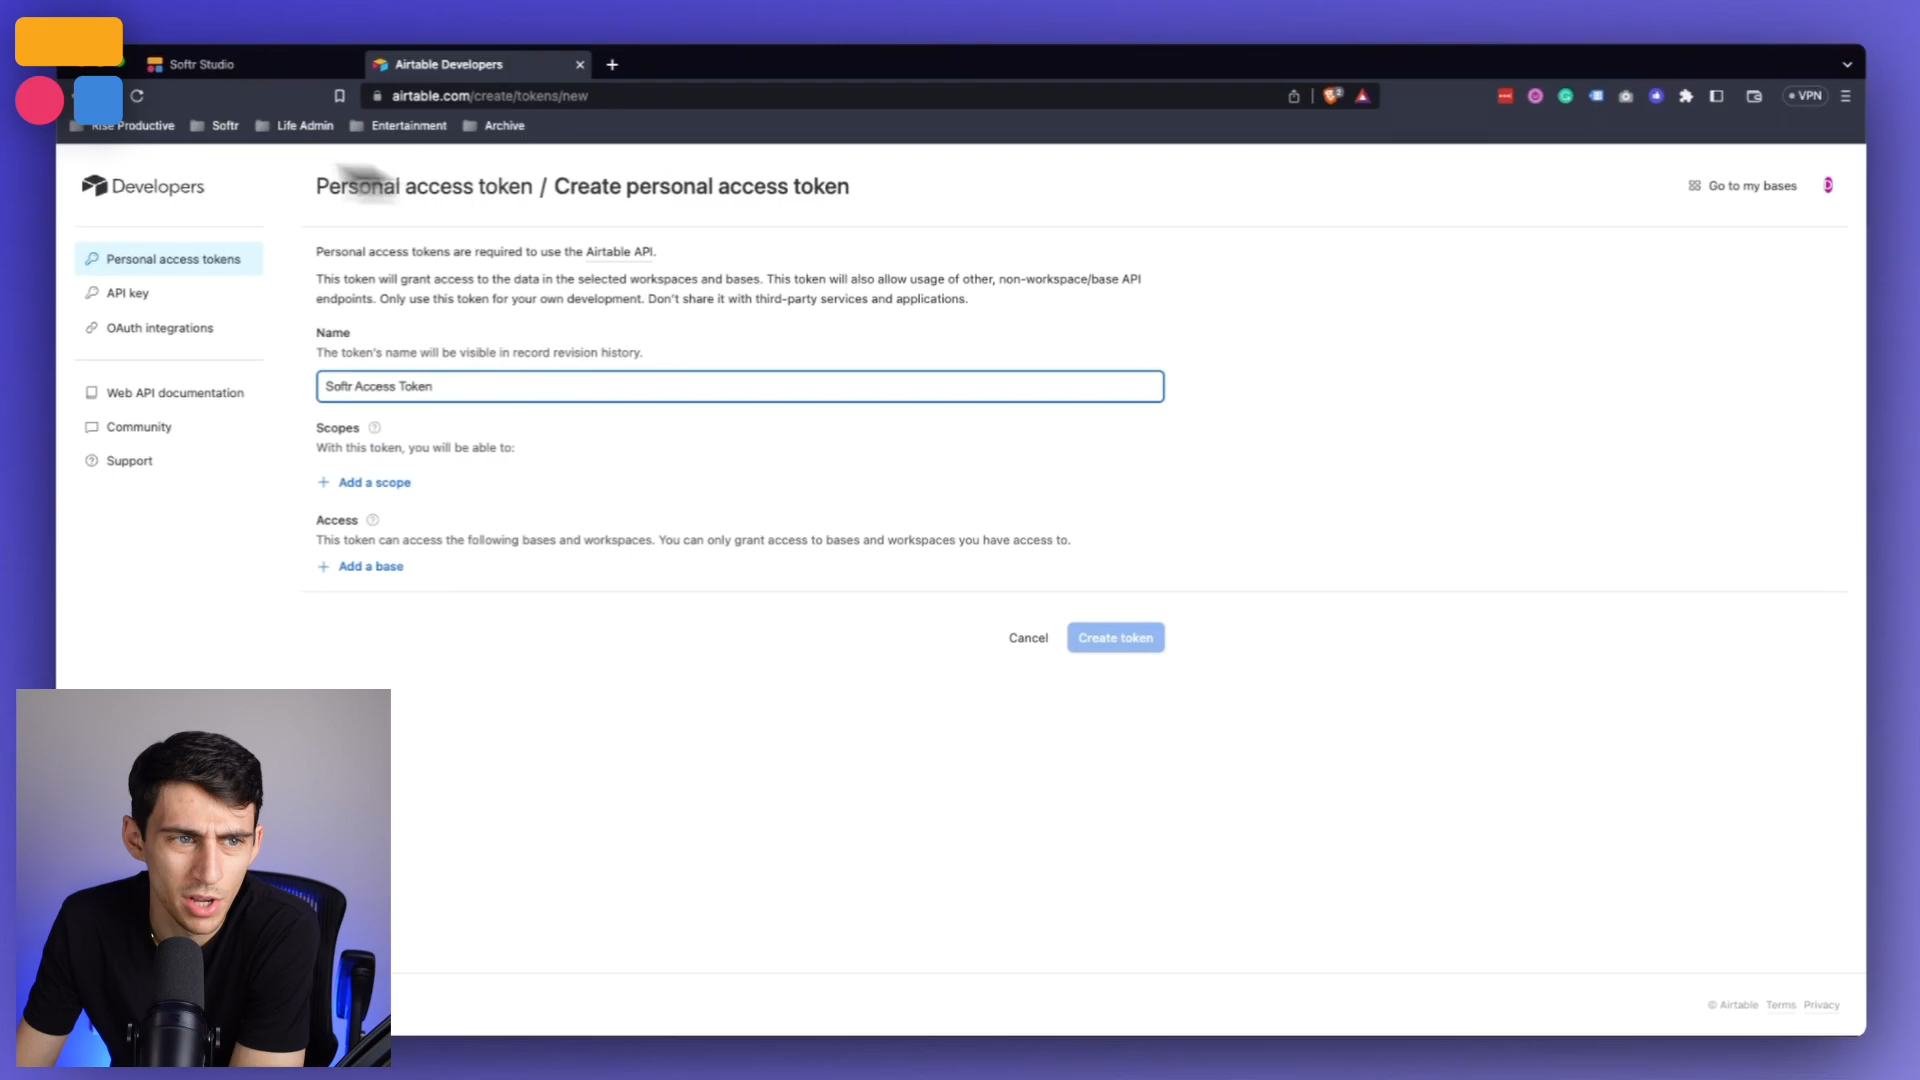 Softr Studio
Airtable Developers
airtable.com/create/tokens/new
VPN
Rise Productive
Softr
Life Admin
Entertainment
Archive
Developers
Personal access token / Create personal access token
Go to my bases
Personal access tokens
API key
OAuth integrations
Web API documentation
Community
Support
Personal access tokens are required to use the Airtable API.
This token will grant access to the data in the selected workspaces and bases. This token will also allow usage of other, non-workspace/base API
endpoints. Only use this token for your own development. Don't share it with third-party services and applications.
Name
The token's name will be visible in record revision history.
Softr Access Token
Scopes
With this token, you will be able to:
+ Add a scope
Access
This token can access the following bases and workspaces. You can only grant access to bases and workspaces you have access to.
+ Add a base
Cancel
Create token
© Airtable Terms Privacy